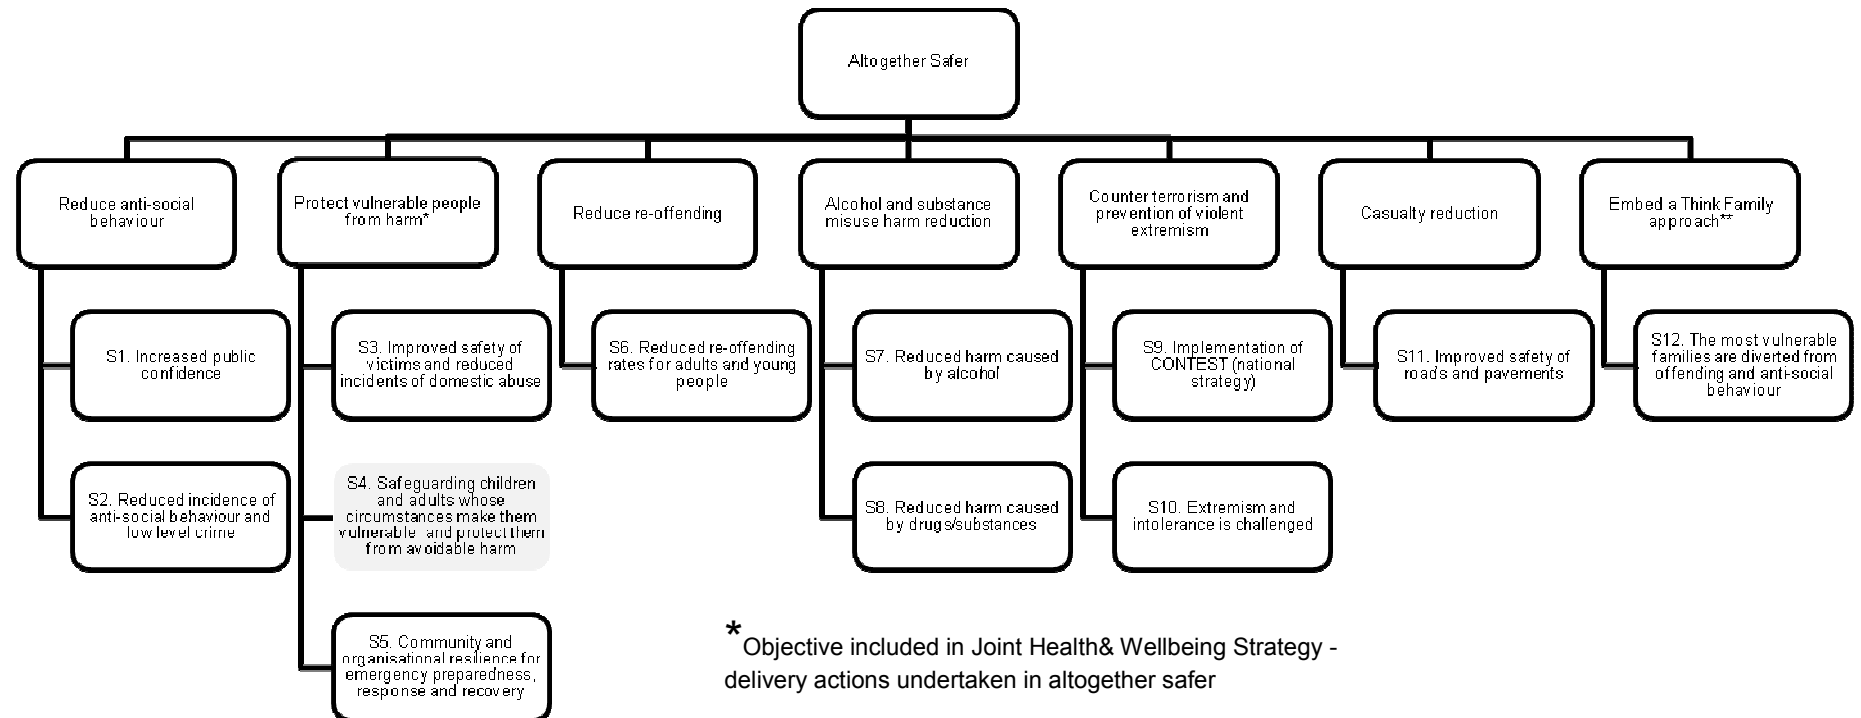 Altogether Safer
Reduce anti-social
behaviour
Protect vulnerable people
from harm*
Reduce re-offending
Alcohol and substance
misuse harm reduction
Counter terrorism and
prevention of violent
extremism
Casualty reduction
Embed a Think Family
approach**
S1. Increased public
confidence
S2. Reduced incidence of
anti-social behaviour and
low level crime
S3. Improved safety of
victims and reduced
incidents of domestic abuse
S4. Safeguarding children
and adults whose
circumstances make them
vulnerable and protect them
from avoidable harm
S5. Community and
organisational resilience for
emergency preparedness,
response and recovery
S6. Reduced re-offending
rates for adults and young
people
S7. Reduced harm caused
by alcohol
S8. Reduced harm caused
by drugs/substances
S9. Implementation of
CONTEST (national
strategy)
S10. Extremism and
intolerance is challenged
S11. Improved safety of
roads and pavements
S12. The most vulnerable
families are diverted from
offending and anti-social
behaviour
*Objective included in Joint Health& Wellbeing Strategy -
delivery actions undertaken in altogether safer